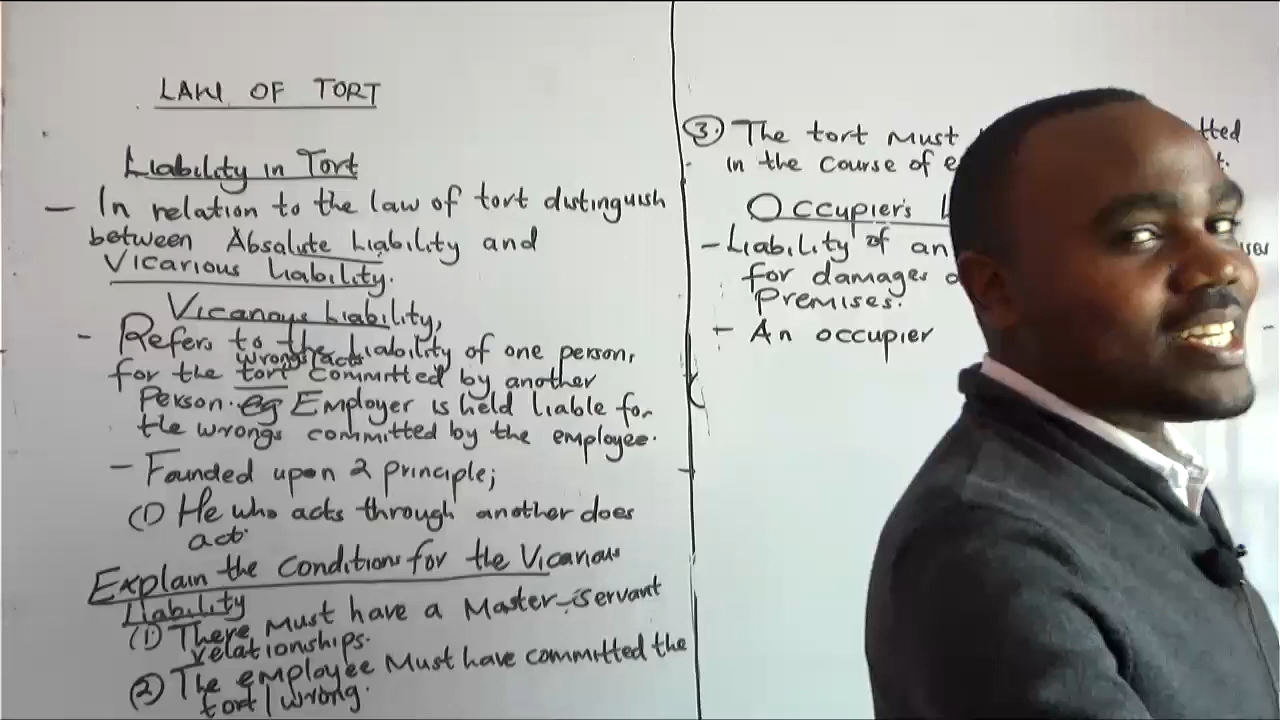 LAW OF TORT
Liability in Tort
- In relation to the law of tort distinguish
between Absolute Liability and
Vicarious Liability.
Vicarious Liability,
- Refers to the Liability of one person,
wrongs/acts
for the tort committed by another
Person. eg Employer is held liable for
the wrongs committed by the employee.
- Founded upon 2 principle;
(1) He who acts through another does
act.
Explain the Conditions for the Vicarious
Liability
(1) There Must have a Master-Servant
relationships.
(2) The employee Must have committed the
tort/wrong.
3. The tort Must
in the Course of
Occupier's
- Liability of an
for damages
Premises.
- An occupier